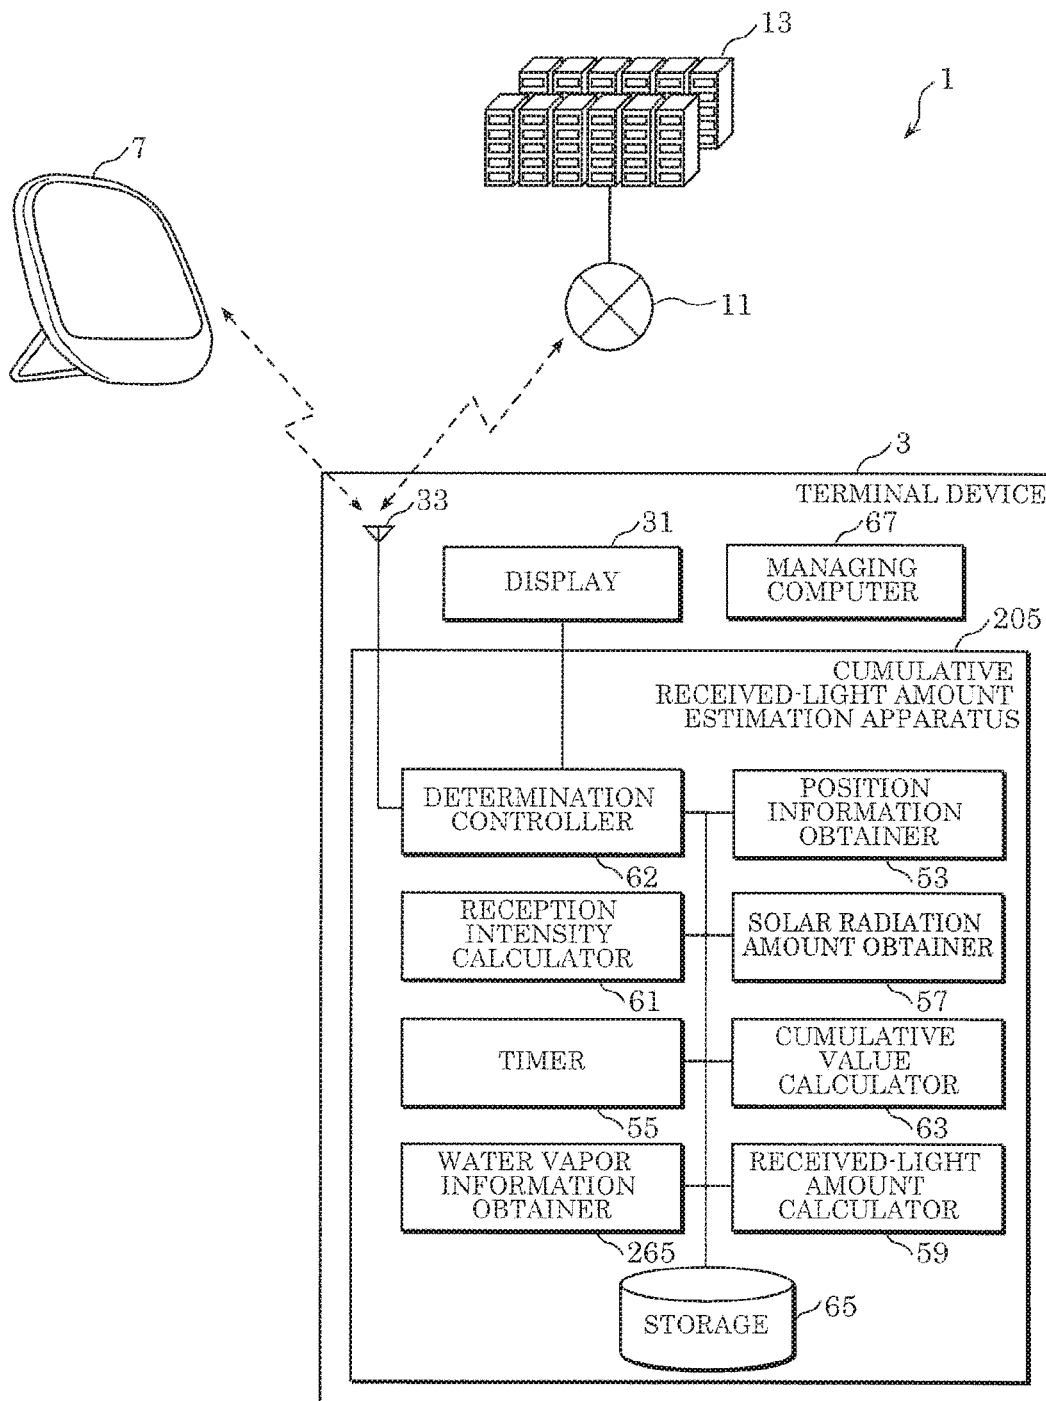 13
1
7
11
3
TERMINAL DEVICE
33
31
67
DISPLAY
MANAGING
COMPUTER
205
CUMULATIVE
RECEIVED-LIGHT AMOUNT
ESTIMATION APPARATUS
DETERMINATION
CONTROLLER
62
POSITION
INFORMATION
OBTAINER
53
RECEPTION
INTENSITY
CALCULATOR
61
SOLAR RADIATION
AMOUNT OBTAINER
57
TIMER
55
CUMULATIVE
VALUE
CALCULATOR
63
WATER VAPOR
INFORMATION
OBTAINER
265
RECEIVED-LIGHT
AMOUNT
CALCULATOR
59
STORAGE
65